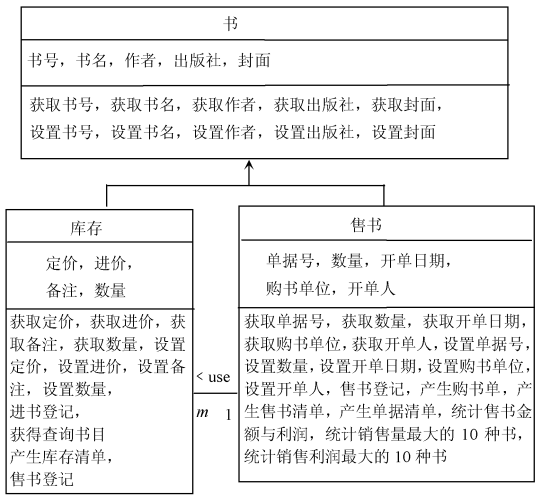 书
书号，书名，作者，出版社，封面
获取书号，获取书名，获取作者，获取出版社，获取封面，
设置书号，设置书名，设置作者，设置出版社，设置封面
库存
定价，进价，
备注，数量
获取定价，获取进价，获
取备注，获取数量，设置
定价，设置进价，设置备
注，设置数量，
进书登记，
获得查询书目
产生库存清单，
售书登记
< use
m 1
售书
单据号，数量，开单日期，
购书单位，开单人
获取单据号，获取数量，获取开单日期，
获取购书单位，获取开单人，设置单据号，
设置数量，设置开单日期，设置购书单位，
设置开单人，售书登记，产生购书单，产
生售书清单，产生单据清单，统计售书金
额与利润，统计销售量最大的 10 种书，
统计销售利润最大的 10 种书